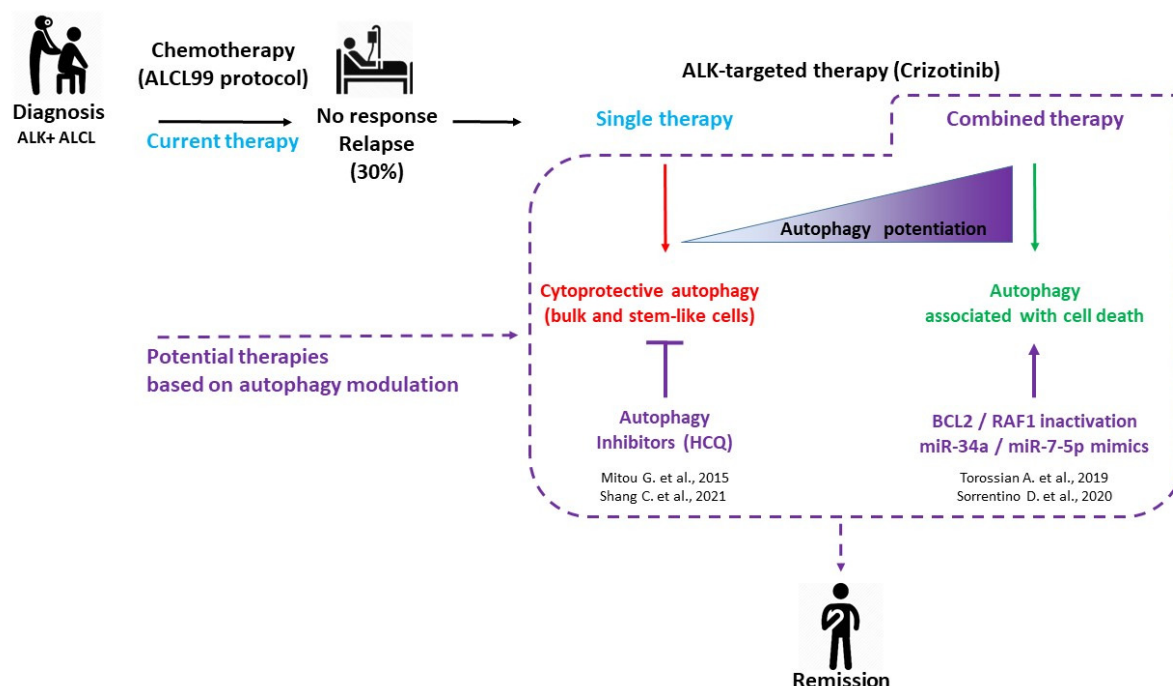 Diagnosis
ALK+ ALCL
Chemotherapy
(ALCL99 protocol)
Current therapy
No response
Relapse
(30%)
ALK-targeted therapy (Crizotinib)
Single therapy
Combined therapy
Autophagy potentiation
Cytoprotective autophagy
(bulk and stem-like cells)
Autophagy
associated with cell death
Potential therapies
based on autophagy modulation
Autophagy
Inhibitors (HCQ)
Mitou G. et al., 2015
Shang C. et al., 2021
BCL2 / RAF1 inactivation
miR-34a / miR-7-5p mimics
Torossian A. et al., 2019
Sorrentino D. et al., 2020
Remission